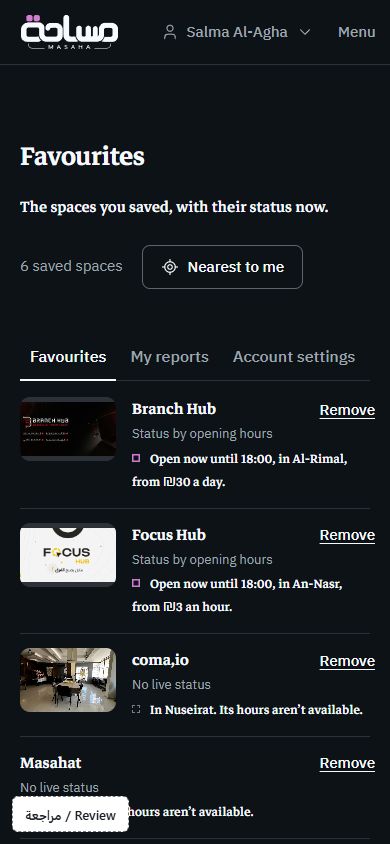 مساحة
MASAHA
Salma Al-Agha
Menu
Favourites
The spaces you saved, with their status now.
6 saved spaces
Nearest to me
Favourites
My reports
Account settings
BRANCH HUB
Branch Hub
Remove
Status by opening hours
Open now until 18:00, in Al-Rimal,
from ₪30 a day.
FOCUS
HUB
Focus Hub
Remove
Status by opening hours
Open now until 18:00, in An-Nasr,
from ₪3 an hour.
coma,io
Remove
No live status
In Nuseirat. Its hours aren’t available.
Masahat
Remove
No live status
hours aren’t available.
مراجعة / Review